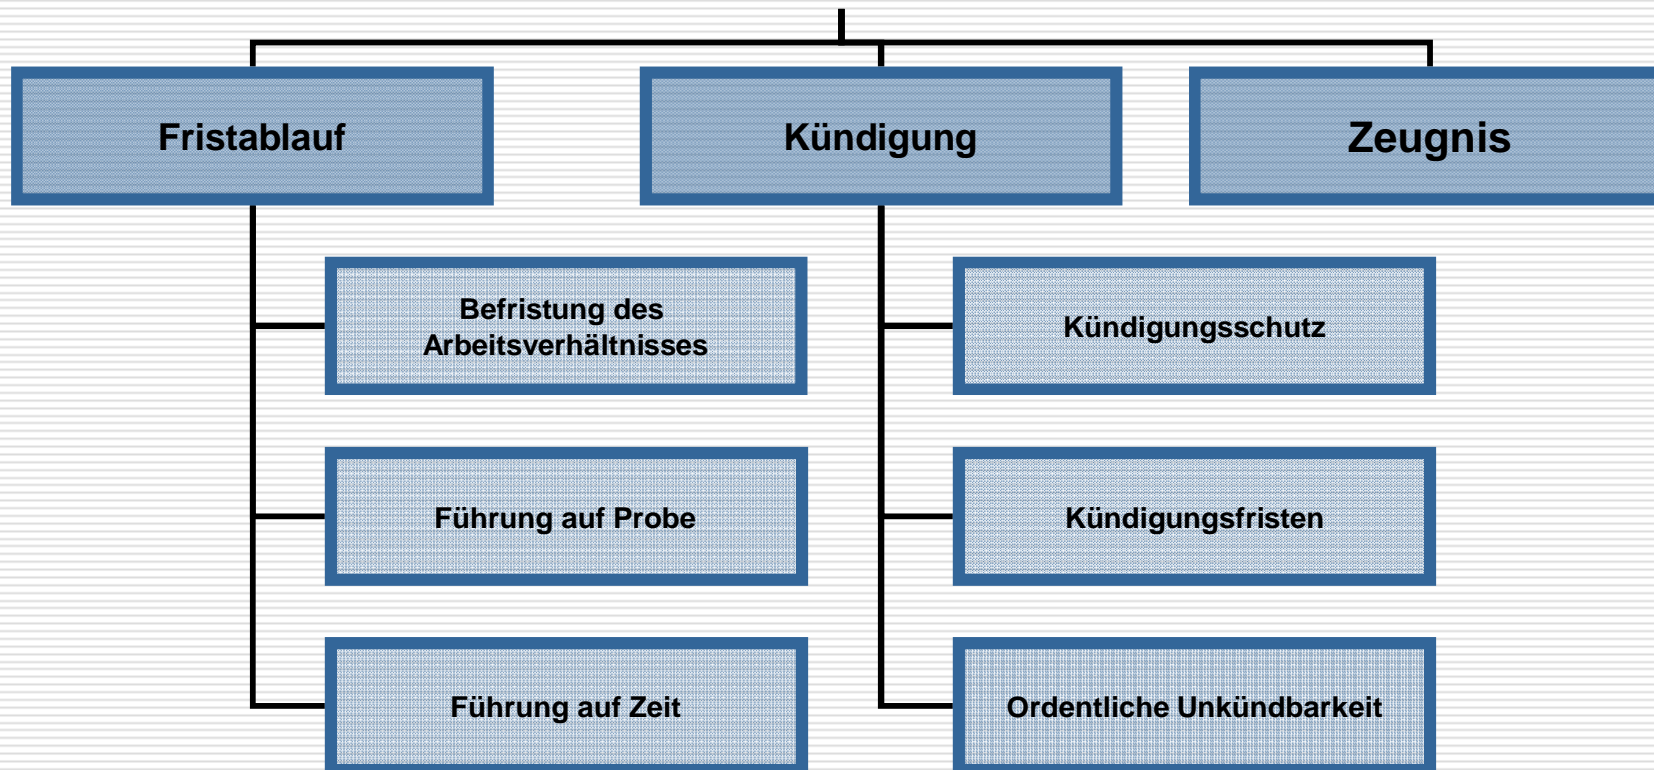 Fristablauf
Kündigung
Zeugnis
Befristung des
Arbeitsverhältnisses
Führung auf Probe
Führung auf Zeit
Kündigungsschutz
Kündigungsfristen
Ordentliche Unkündbarkeit